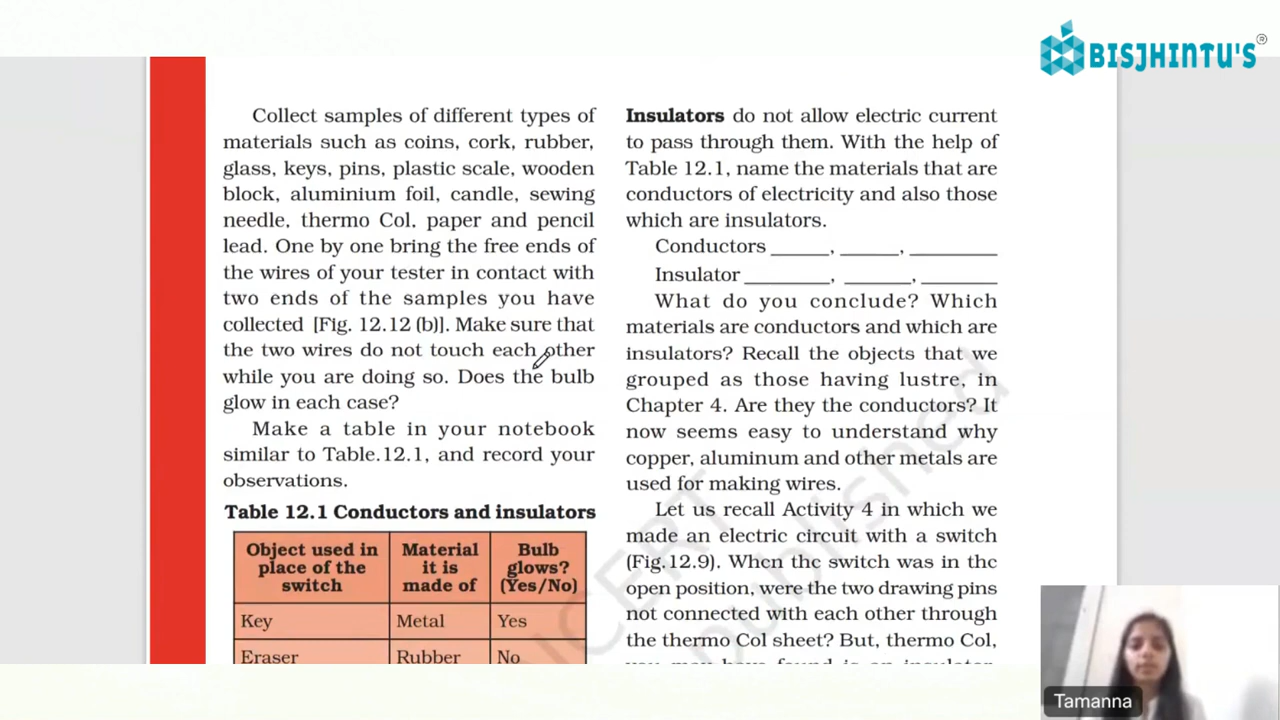 BISJHINTU'S®
Collect samples of different types of
materials such as coins, cork, rubber,
glass, keys, pins, plastic scale, wooden
block, aluminium foil, candle, sewing
needle, thermo Col, paper and pencil
lead. One by one bring the free ends of
the wires of your tester in contact with
two ends of the samples you have
collected [Fig. 12.12 (b)]. Make sure that
the two wires do not touch each other
while you are doing so. Does the bulb
glow in each case?
Make a table in your notebook
similar to Table.12.1, and record your
observations.
Table 12.1 Conductors and insulators
Object used in place of the switch
Material it is made of
Bulb glows? (Yes/No)
Key Metal Yes
Eraser Rubber No
Insulators do not allow electric current
to pass through them. With the help of
Table 12.1, name the materials that are
conductors of electricity and also those
which are insulators.
Conductors _____, _____, ________
Insulator ________, ______, _______
What do you conclude? Which
materials are conductors and which are
insulators? Recall the objects that we
grouped as those having lustre, in
Chapter 4. Are they the conductors? It
now seems easy to understand why
copper, aluminum and other metals are
used for making wires.
Let us recall Activity 4 in which we
made an electric circuit with a switch
(Fig.12.9). When the switch was in the
open position, were the two drawing pins
not connected with each other through
the thermo Col sheet? But, thermo Col,
you may have found is an insulator.
NCERT
published
Tamanna